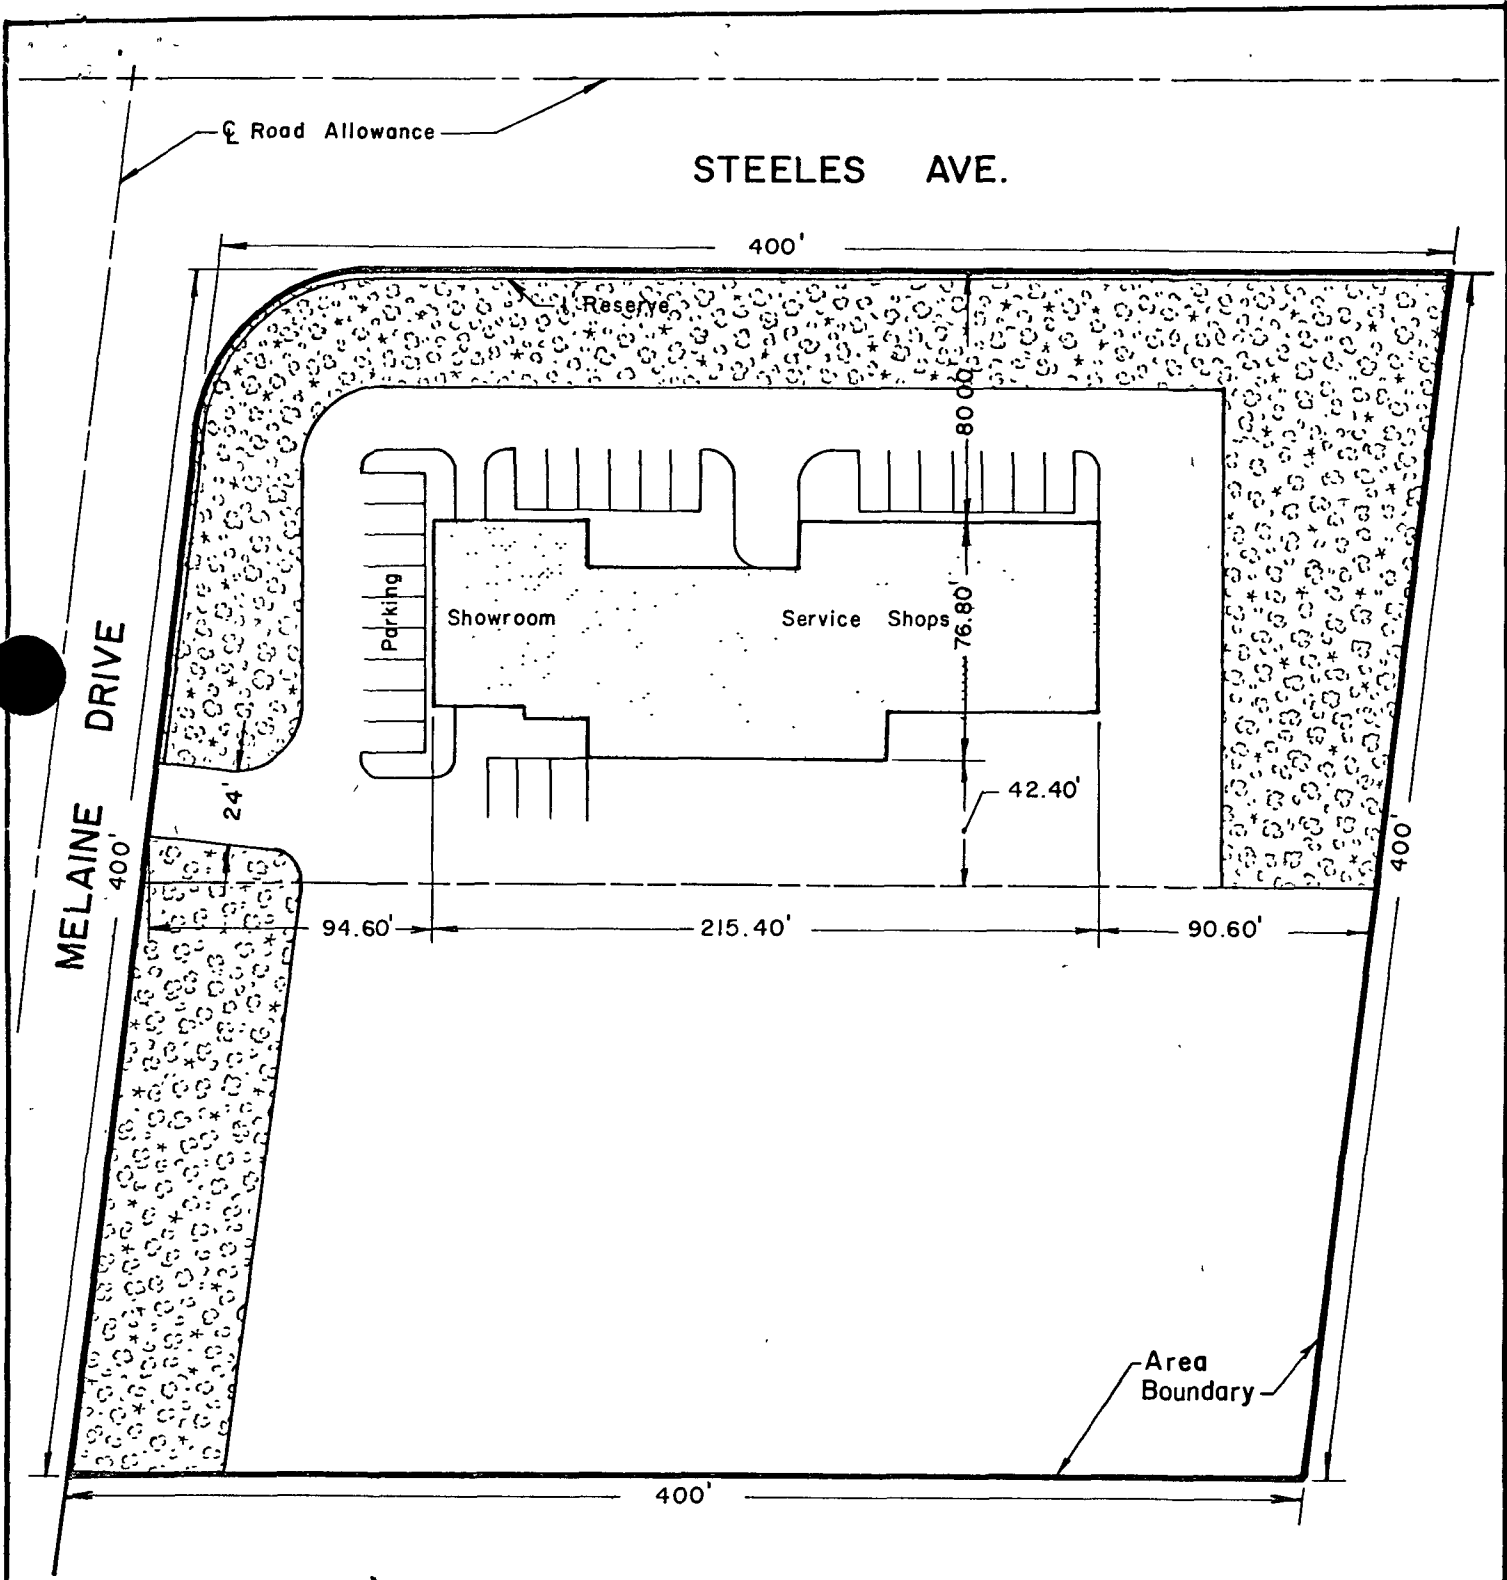 ℄ Road Allowance
STEELES AVE.
400'
1' Reserve
80.00'
Parking
Showroom
Service Shops
76.80'
MELAINE DRIVE
400'
24'
42.40'
400'
94.60'
215.40'
90.60'
Area
Boundary
400'